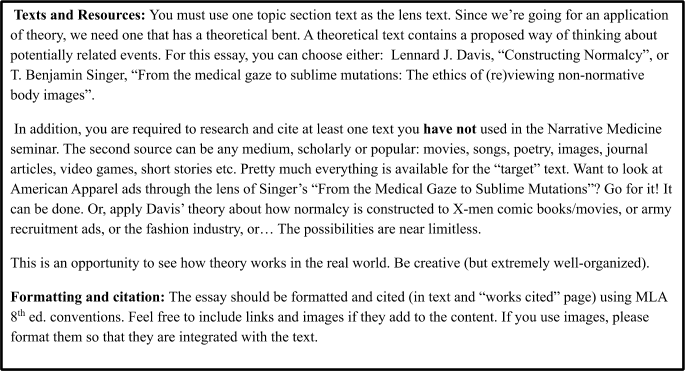 Texts and Resources: You must use one topic section text as the lens text. Since we’re going for an application
of theory, we need one that has a theoretical bent. A theoretical text contains a proposed way of thinking about
potentially related events. For this essay, you can choose either:  Lennard J. Davis, “Constructing Normalcy”, or
T. Benjamin Singer, “From the medical gaze to sublime mutations: The ethics of (re)viewing non-normative
body images”.
In addition, you are required to research and cite at least one text you have not used in the Narrative Medicine
seminar. The second source can be any medium, scholarly or popular: movies, songs, poetry, images, journal
articles, video games, short stories etc. Pretty much everything is available for the “target” text. Want to look at
American Apparel ads through the lens of Singer’s “From the Medical Gaze to Sublime Mutations”? Go for it! It
can be done. Or, apply Davis’ theory about how normalcy is constructed to X-men comic books/movies, or army
recruitment ads, or the fashion industry, or… The possibilities are near limitless.
This is an opportunity to see how theory works in the real world. Be creative (but extremely well-organized).
Formatting and citation: The essay should be formatted and cited (in text and “works cited” page) using MLA
8th ed. conventions. Feel free to include links and images if they add to the content. If you use images, please
format them so that they are integrated with the text.